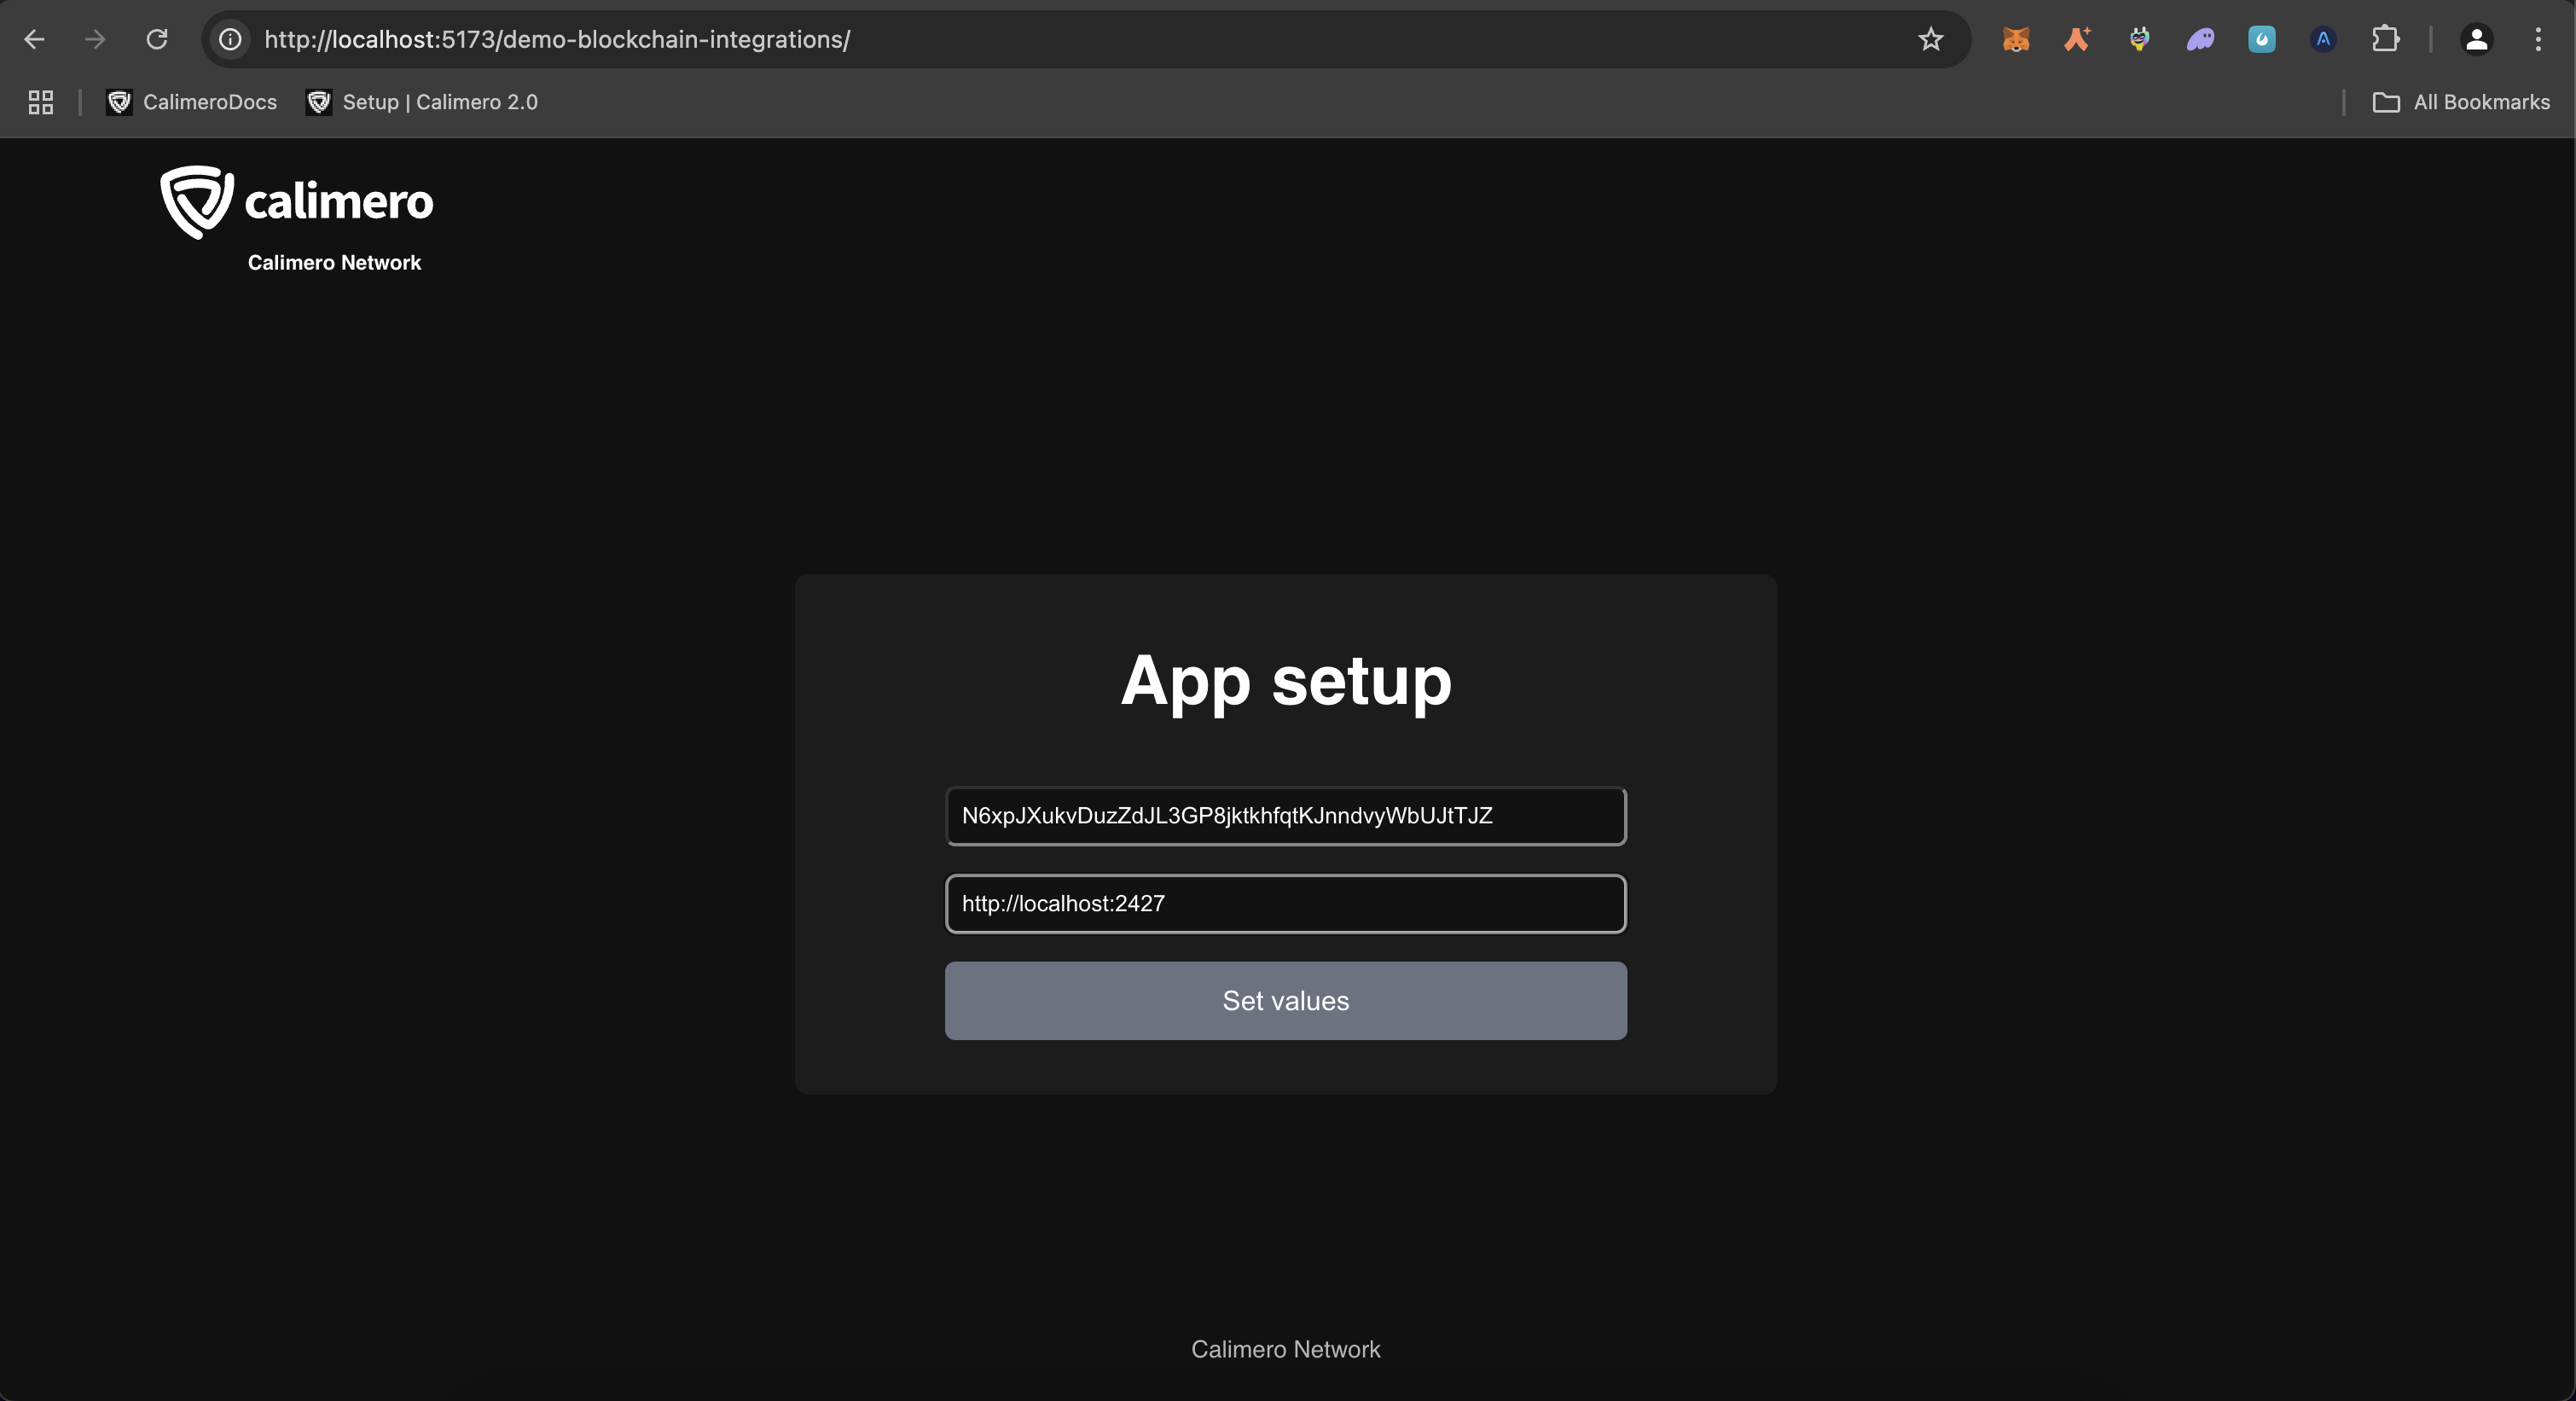 http://localhost:5173/demo-blockchain-integrations/
CalimeroDocs
Setup | Calimero 2.0
All Bookmarks
calimero
Calimero Network
App setup
N6xpJXukvDuzZdJL3GP8jktkhfqtKJnndvyWbUJtTJZ
http://localhost:2427
Set values
Calimero Network